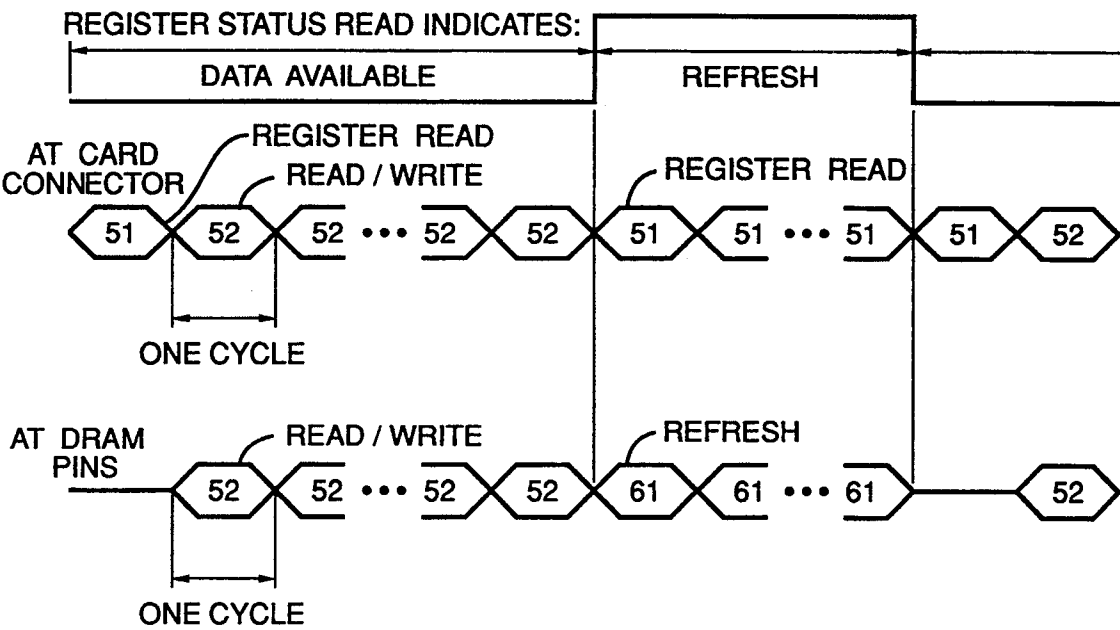 REGISTER STATUS READ INDICATES:
DATA AVAILABLE
REFRESH
AT CARD
CONNECTOR
REGISTER READ
READ / WRITE
REGISTER READ
51 52 52 ••• 52 52 51 51 ••• 51 51 52
ONE CYCLE
AT DRAM
PINS
READ / WRITE
REFRESH
52 52 ••• 52 52 61 61 ••• 61 52
ONE CYCLE